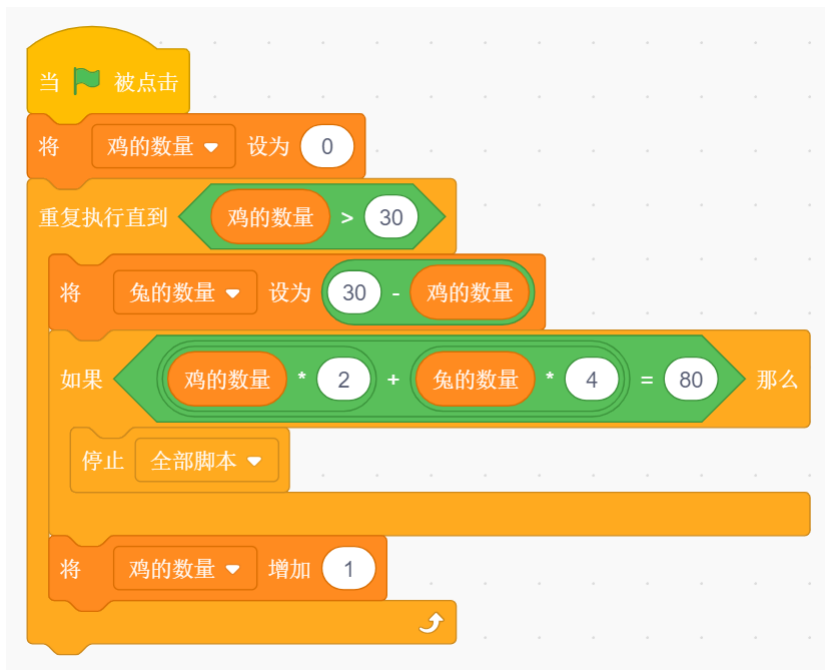 当 被点击
将 鸡的数量 设为 0
重复执行直到 鸡的数量 > 30
将 兔的数量 设为 30 - 鸡的数量
如果 鸡的数量 * 2 + 兔的数量 * 4 = 80 那么
停止 全部脚本
将 鸡的数量 增加 1